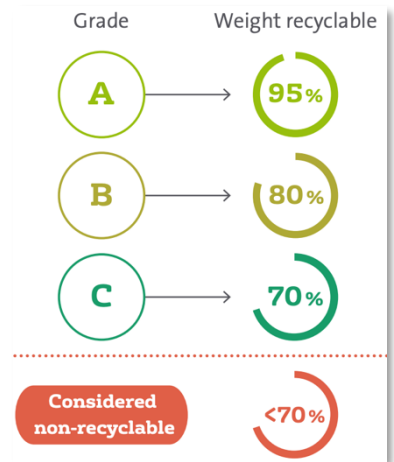 Grade Weight recyclable
A 95%
B 80%
C 70%
Considered
non-recyclable
<70%